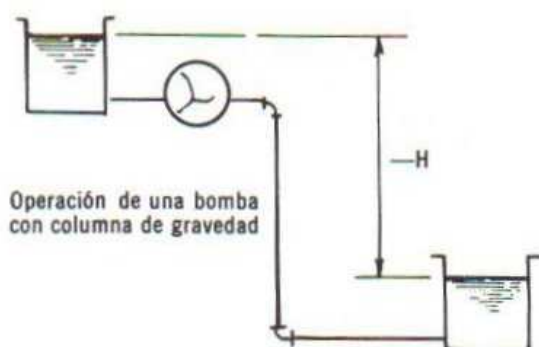 —H
Operación de una bomba
con columna de gravedad